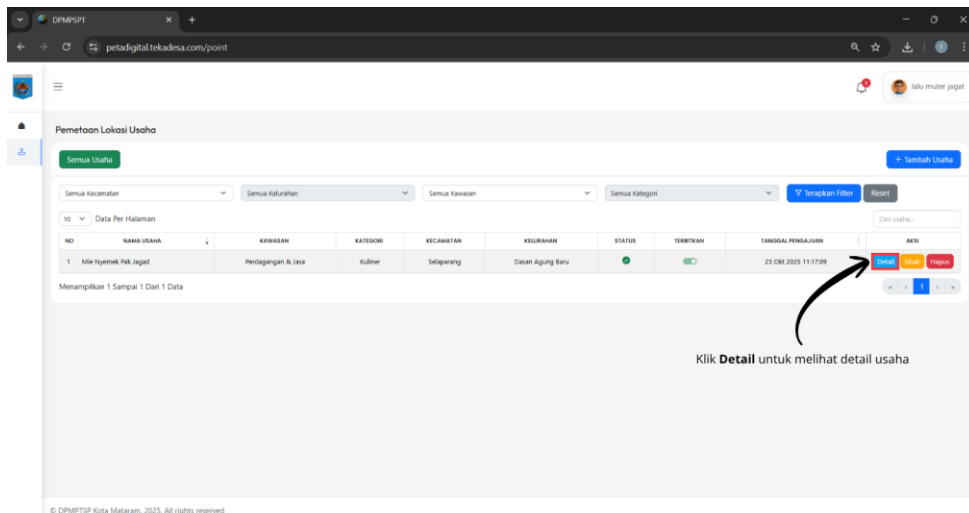 DPMPSPT
petadigital.tekadesa.com/point
lalu muter jagat
Pemetaan Lokasi Usaha
Semua Usaha
+ Tambah Usaha
Semua Kecamatan
Semua Kelurahan
Semua Kawasan
Semua Kategori
Terapkan Filter
Reset
10 Data Per Halaman
Cari usaha...
NO NAMA USAHA KAWASAN KATEGORI KECAMATAN KELURAHAN STATUS TERBITKAN TANGGAL PENGAJUAN AKSI
1 Mie Nyemek Pak Jagad Perdagangan & Jasa Kuliner Selaparang Dasan Agung Baru 25 Okt 2025 11:17:09 Detail Ubah Hapus
Menampilkan 1 Sampai 1 Dari 1 Data
« ‹ 1 › »
Klik Detail untuk melihat detail usaha
© DPMPTSP Kota Mataram, 2025. All rights reserved